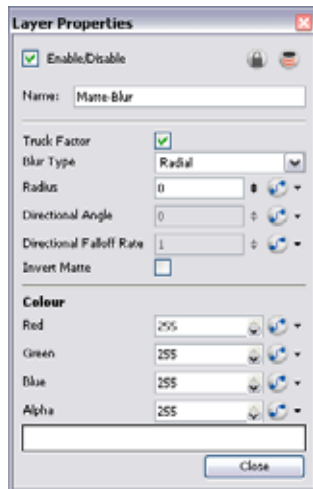 Layer Properties
Enable/Disable
Name: Matte-Blur
Truck Factor
Blur Type Radial
Radius 0
Directional Angle 0
Directional Falloff Rate 1
Invert Matte
Colour
Red 255
Green 255
Blue 255
Alpha 255
Close